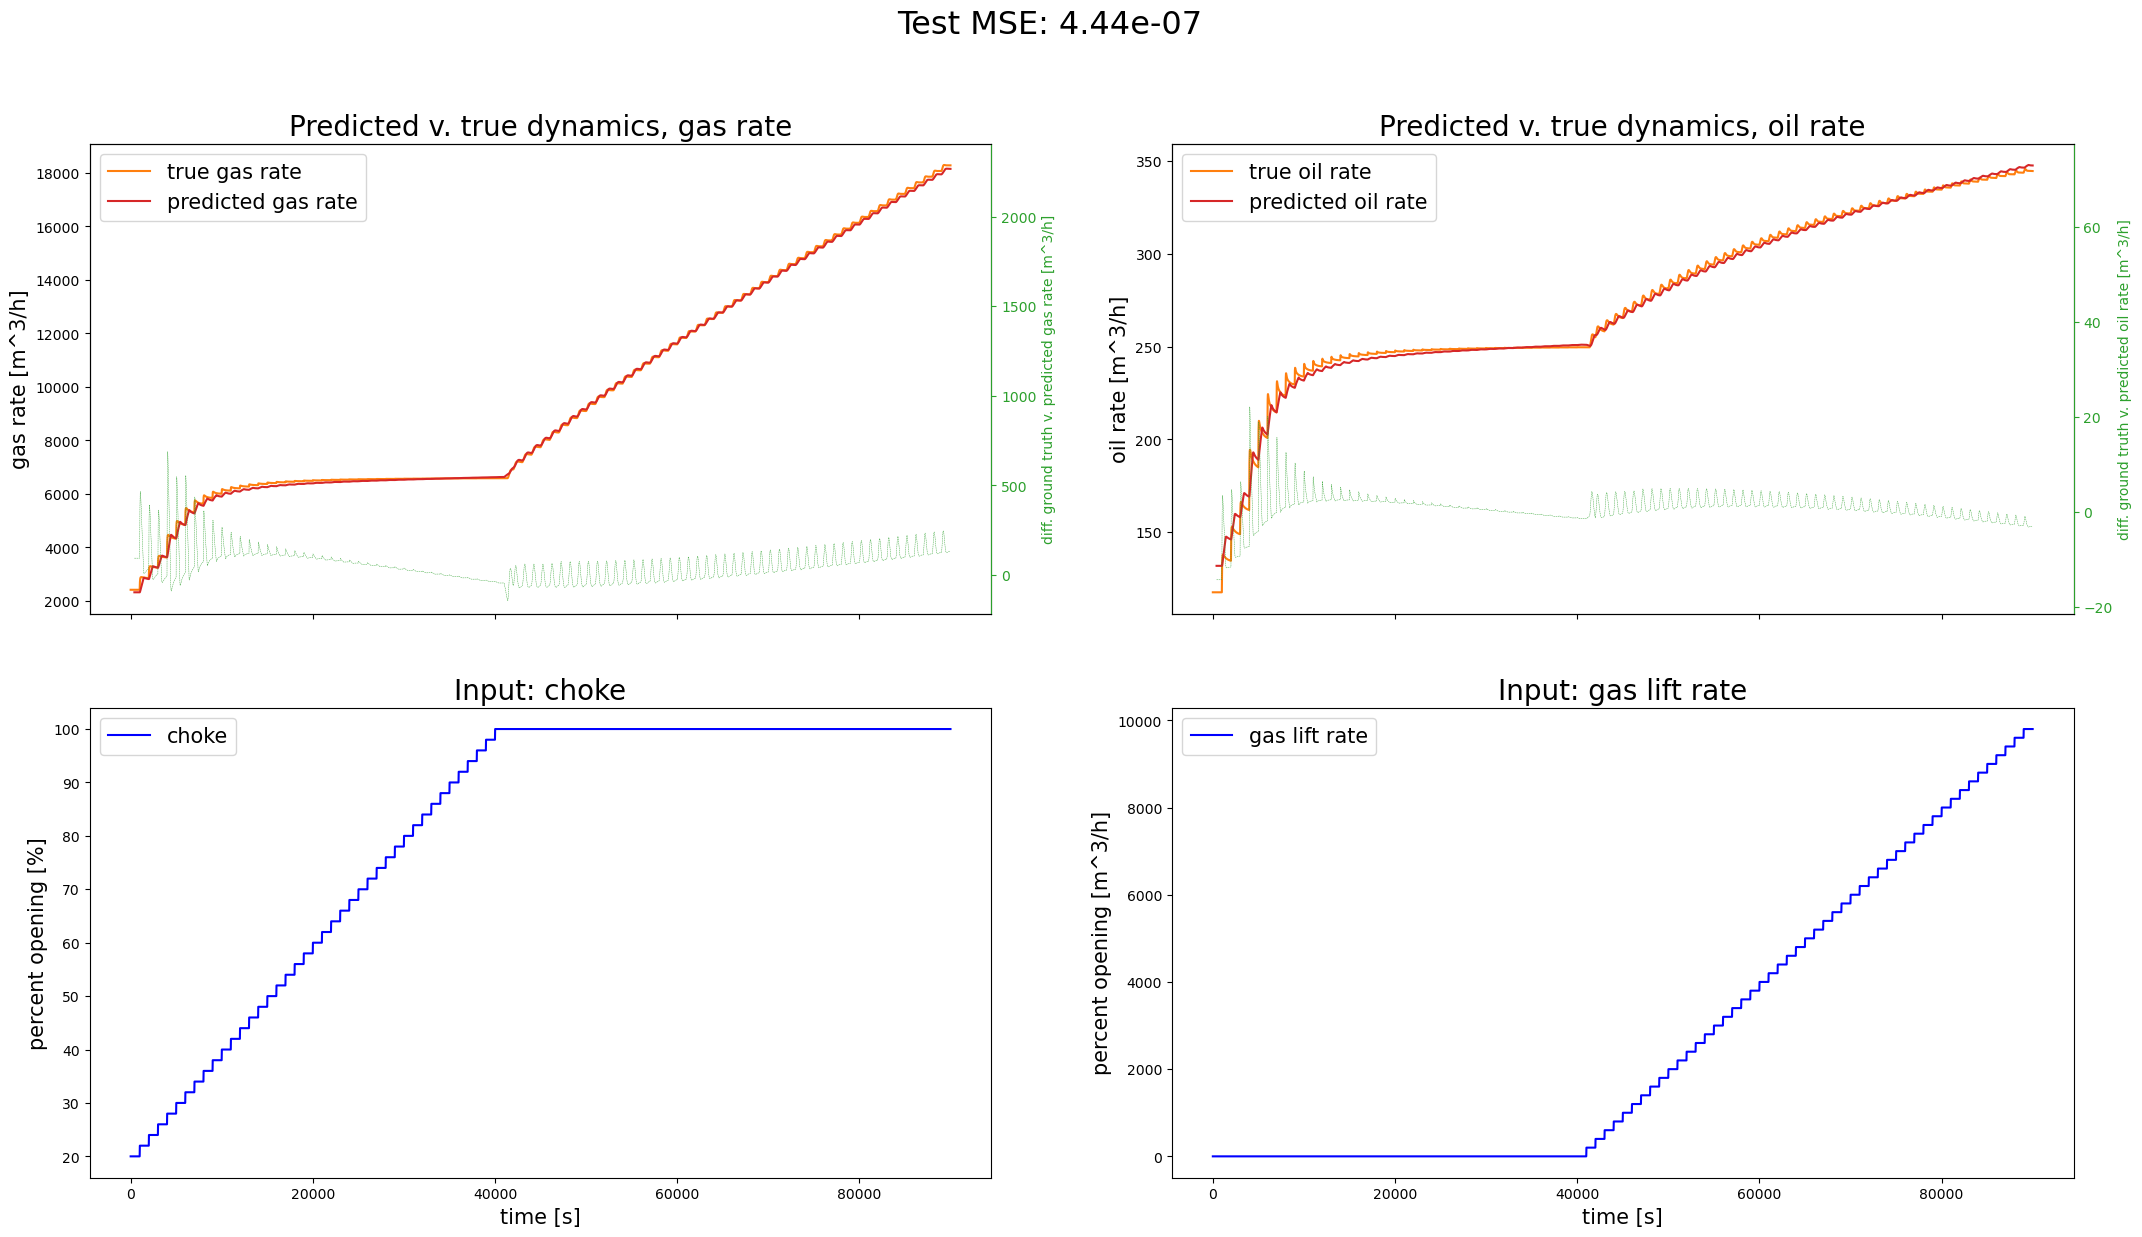 Test MSE: 4.44e-07
Predicted v. true dynamics, gas rate
true gas rate
predicted gas rate
gas rate [m^3/h]
18000
16000
14000
12000
10000
8000
6000
4000
2000
2000
1500
1000
500
0
diff. ground truth v. predicted gas rate [m^3/h]
Predicted v. true dynamics, oil rate
true oil rate
predicted oil rate
oil rate [m^3/h]
350
300
250
200
150
60
40
20
0
−20
diff. ground truth v. predicted oil rate [m^3/h]
Input: choke
choke
percent opening [%]
100
90
80
70
60
50
40
30
20
0 20000 40000 60000 80000
time [s]
Input: gas lift rate
gas lift rate
percent opening [m^3/h]
10000
8000
6000
4000
2000
0
0 20000 40000 60000 80000
time [s]